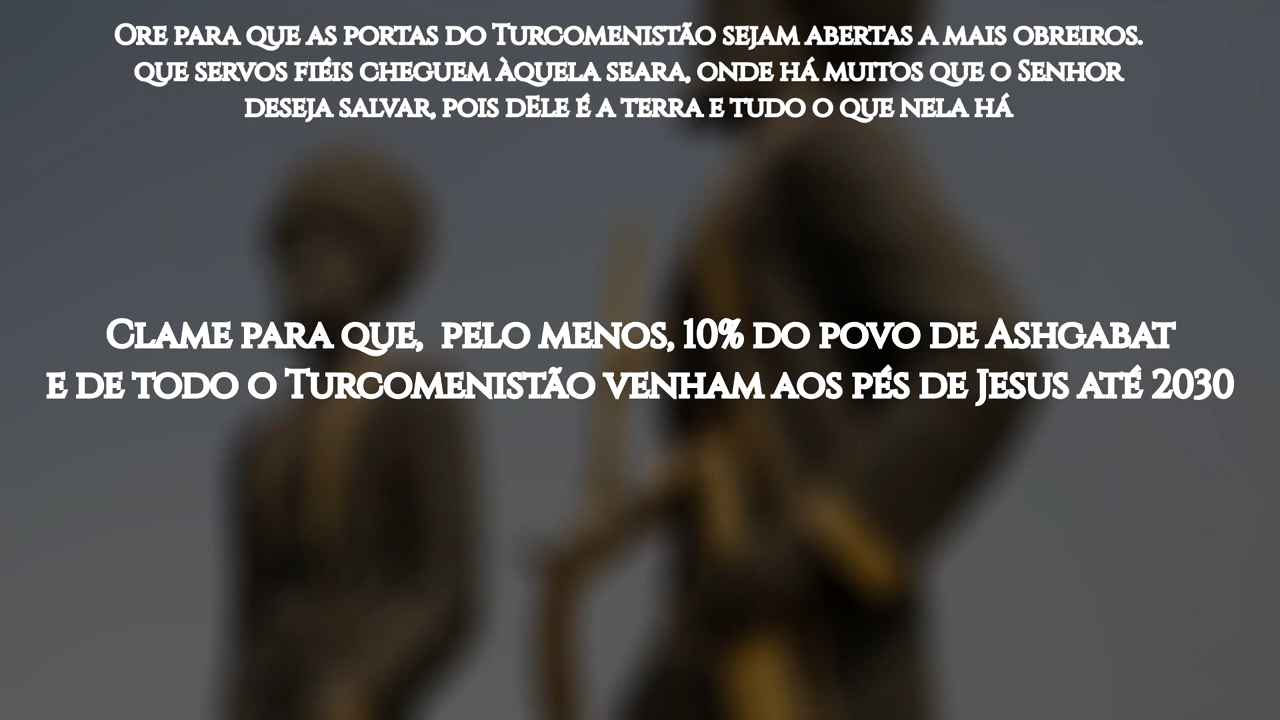 Ore para que as portas do Turcomenistão sejam abertas a mais obreiros.
que servos fiéis cheguem àquela seara, onde há muitos que o Senhor
deseja salvar, pois dEle é a terra e tudo o que nela há
Clame para que, pelo menos, 10% do povo de Ashgabat
e de todo o Turcomenistão venham aos pés de Jesus até 2030